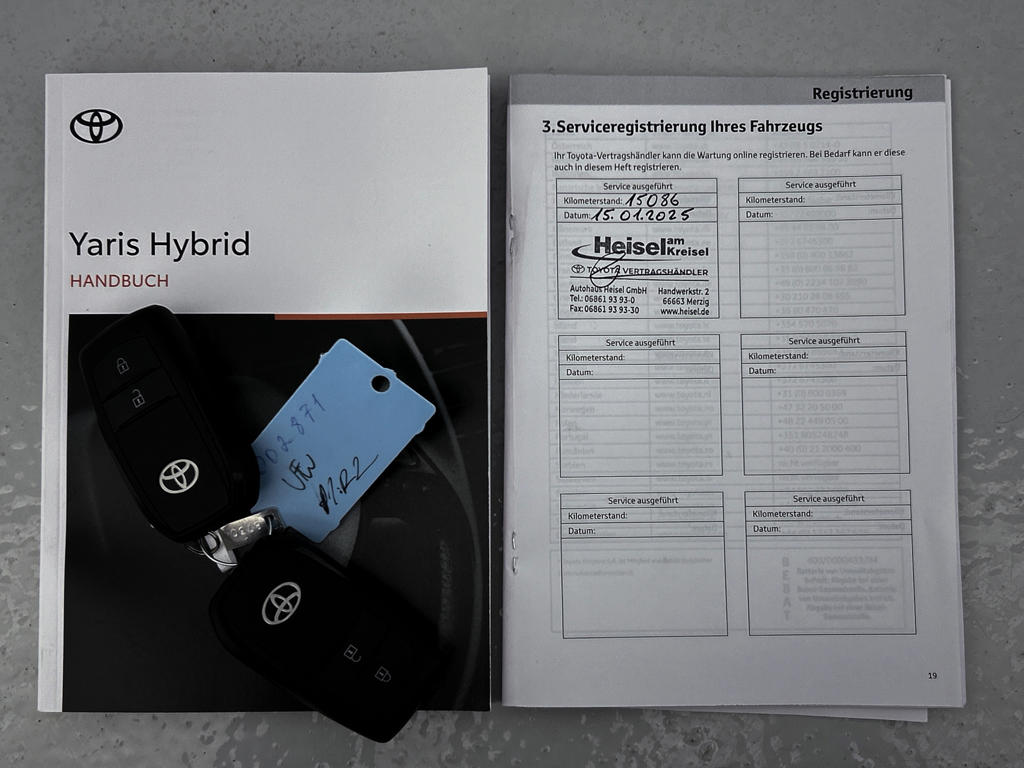 Yaris Hybrid
HANDBUCH
002871
Registrierung
3.Serviceregistrierung Ihres Fahrzeugs
Ihr Toyota-Vertragshändler kann die Wartung online registrieren. Bei Bedarf kann er diese
auch in diesem Heft registrieren.
Service ausgeführt
Kilometerstand: 15086
Datum: 15.01.2025
Heisel am Kreisel
TOYOTA VERTRAGSHÄNDLER
Autohaus Heisel GmbH Handwerkstr. 2
Tel.: 06861 93 93-0 66663 Merzig
Fax: 06861 93 93-30 www.heisel.de
Service ausgeführt
Kilometerstand:
Datum:
Service ausgeführt
Kilometerstand:
Datum:
Service ausgeführt
Kilometerstand:
Datum:
Service ausgeführt
Kilometerstand:
Datum:
Service ausgeführt
Kilometerstand:
Datum:
19